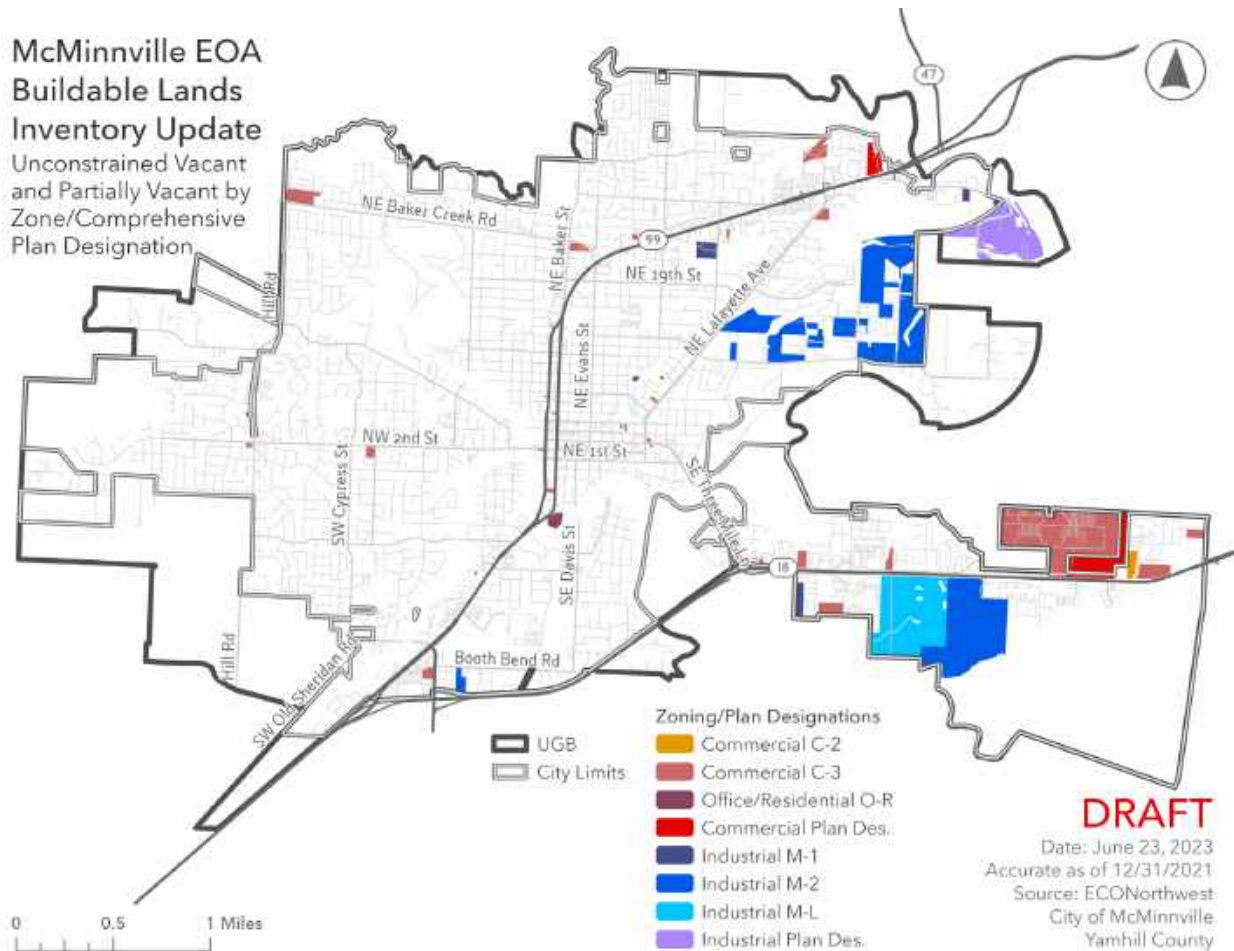 McMinnville EOA
Buildable Lands
Inventory Update
Unconstrained Vacant
and Partially Vacant by
Zone/Comprehensive
Plan Designation
47
NE Baker Creek Rd
NE Baker St
99
NE 19th St
Hill Rd
NE Lafayette Ave
NE Evans St
NW 2nd St
NE 1st St
SW Cypress St
SE Three Mile Ln
SE Davis St
18
Hill Rd
SW Old Sheridan Rd
Booth Bend Rd
UGB
City Limits
Zoning/Plan Designations
Commercial C-2
Commercial C-3
Office/Residential O-R
Commercial Plan Des.
Industrial M-1
Industrial M-2
Industrial M-L
Industrial Plan Des.
DRAFT
Date: June 23, 2023
Accurate as of 12/31/2021
Source: ECONorthwest
City of McMinnville
Yamhill County
0 0.5 1 Miles